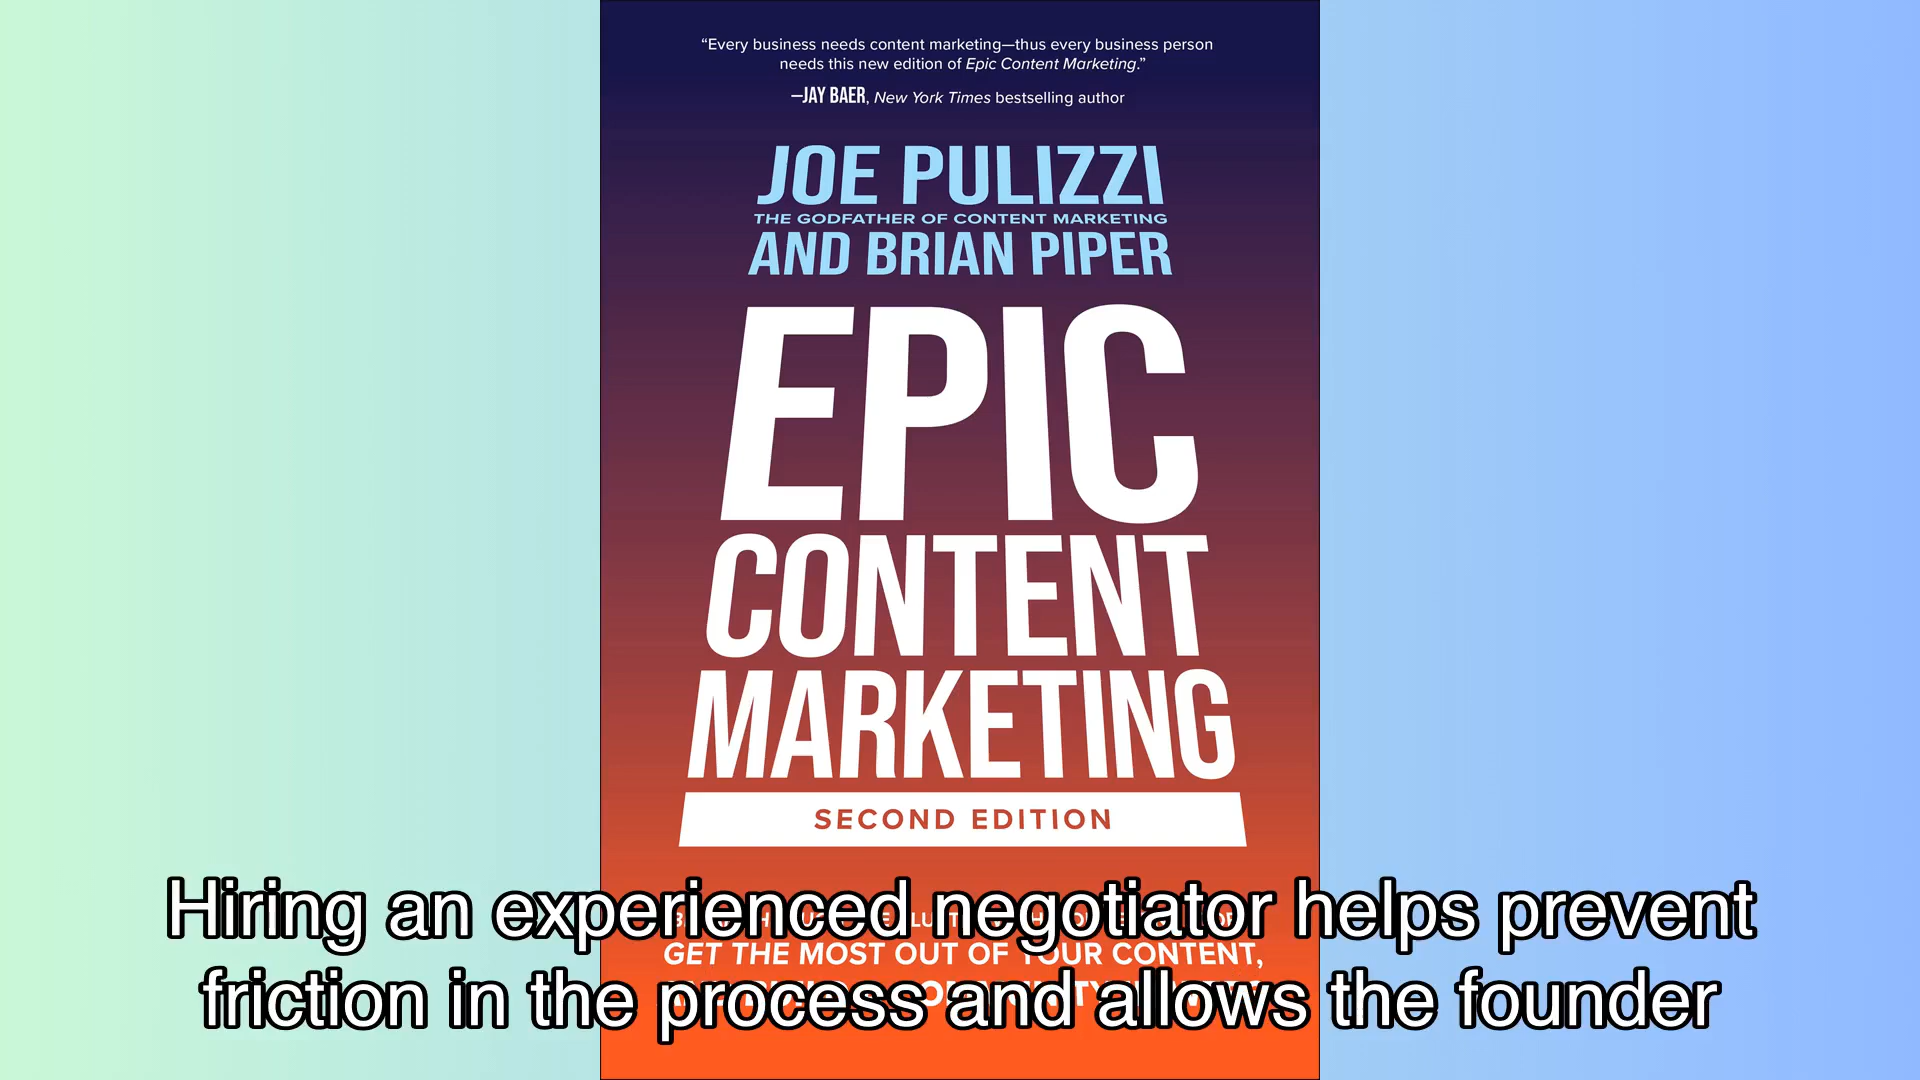 “Every business needs content marketing—thus every business person
needs this new edition of Epic Content Marketing.”
—JAY BAER, New York Times bestselling author
JOE PULIZZI
THE GODFATHER OF CONTENT MARKETING
AND BRIAN PIPER
EPIC
CONTENT
MARKETING
SECOND EDITION
Hiring an experienced negotiator helps prevent
GET THE MOST OUT OF YOUR CONTENT,
friction in the process and allows the founder